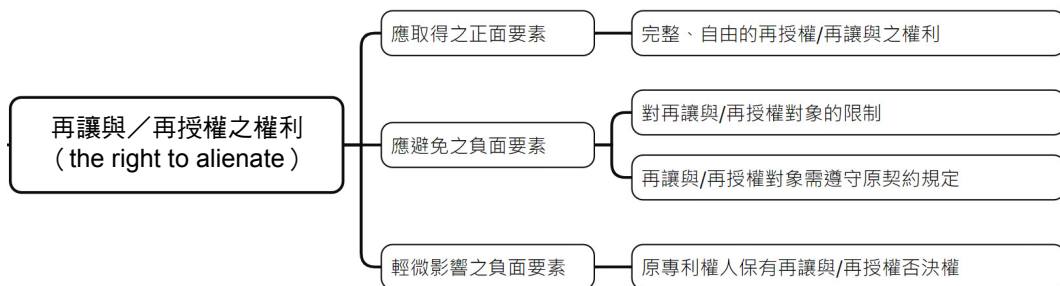 再讓與／再授權之權利
（the right to alienate）
應取得之正面要素
完整、自由的再授權/再讓與之權利
應避免之負面要素
對再讓與/再授權對象的限制
再讓與/再授權對象需遵守原契約規定
輕微影響之負面要素
原專利權人保有再讓與/再授權否決權